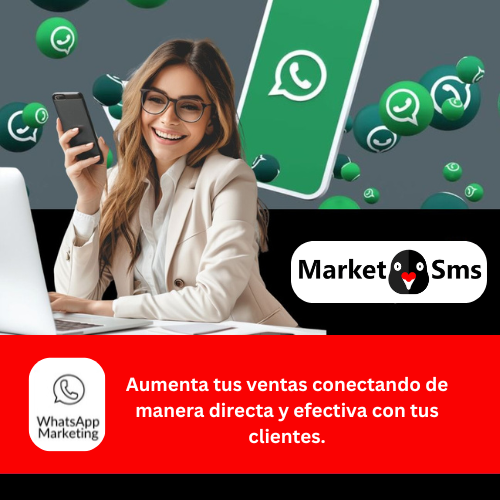 Market Sms
WhatsApp
Marketing
Aumenta tus ventas conectando de
manera directa y efectiva con tus
clientes.